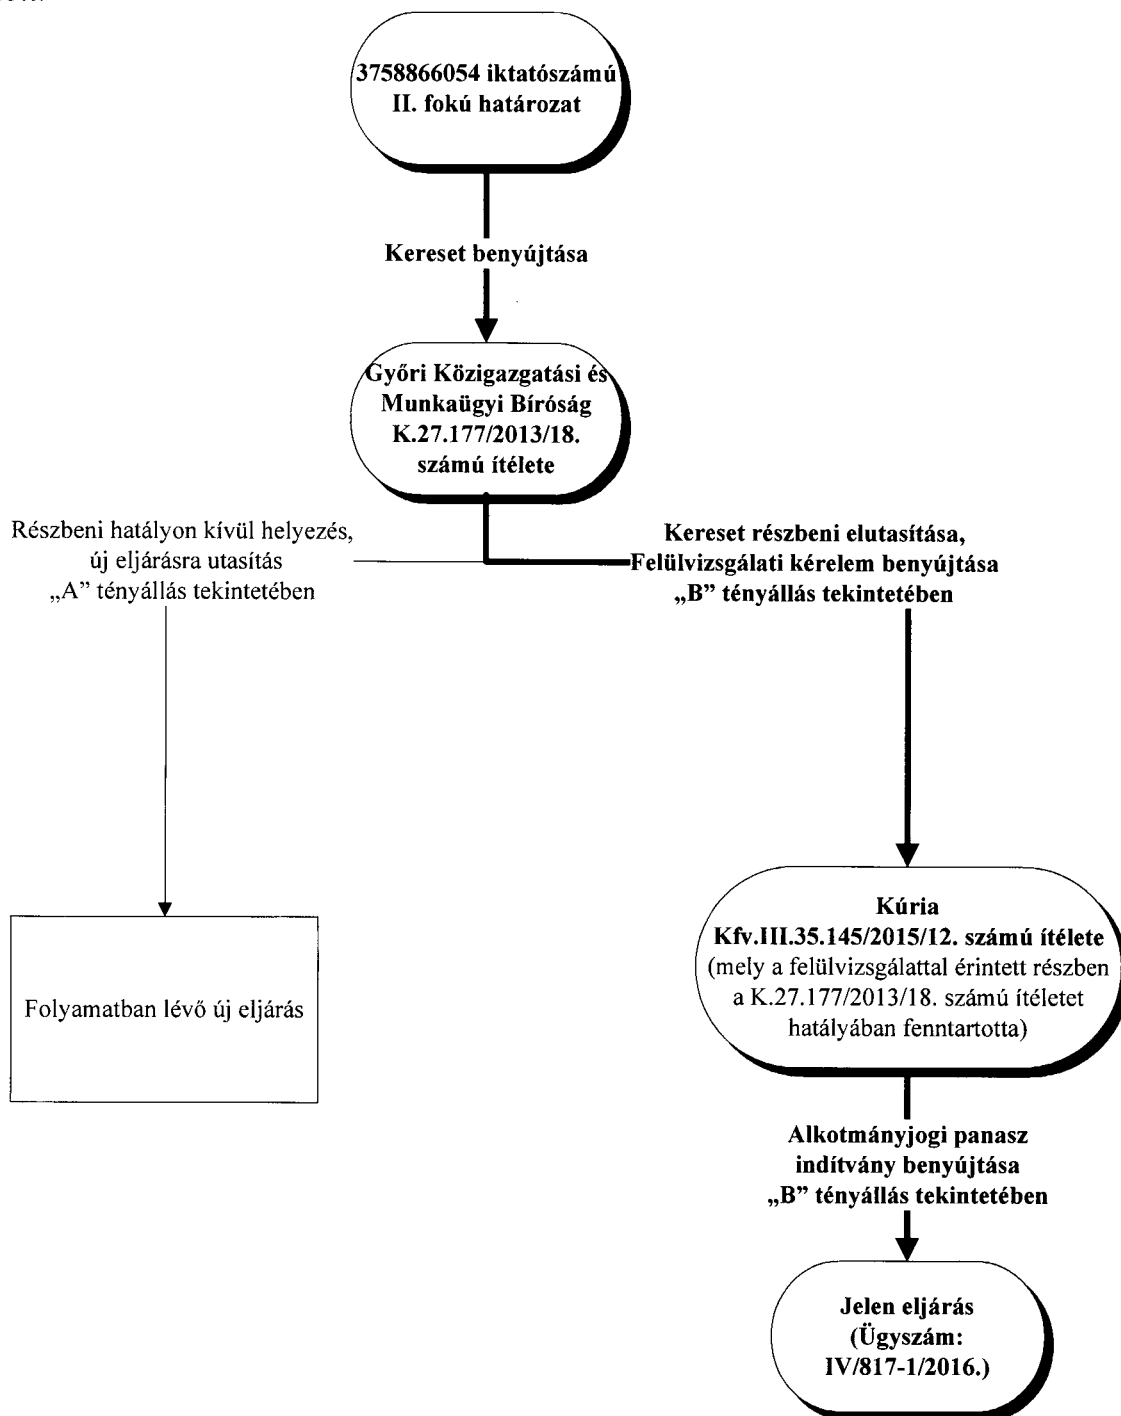 3758866054 iktatószámú
II. fokú határozat
Kereset benyújtása
Győri Közigazgatási és
Munkaügyi Bíróság
K.27.177/2013/18.
számú ítélete
Részbeni hatályon kívül helyezés,
új eljárásra utasítás
„A” tényállás tekintetében
Kereset részbeni elutasítása,
Felülvizsgálati kérelem benyújtása
„B” tényállás tekintetében
Folyamatban lévő új eljárás
Kúria
Kfv.III.35.145/2015/12. számú ítélete
(mely a felülvizsgálattal érintett részben
a K.27.177/2013/18. számú ítéletet
hatályában fenntartotta)
Alkotmányjogi panasz
indítvány benyújtása
„B” tényállás tekintetében
Jelen eljárás
(Ügyszám:
IV/817-1/2016.)